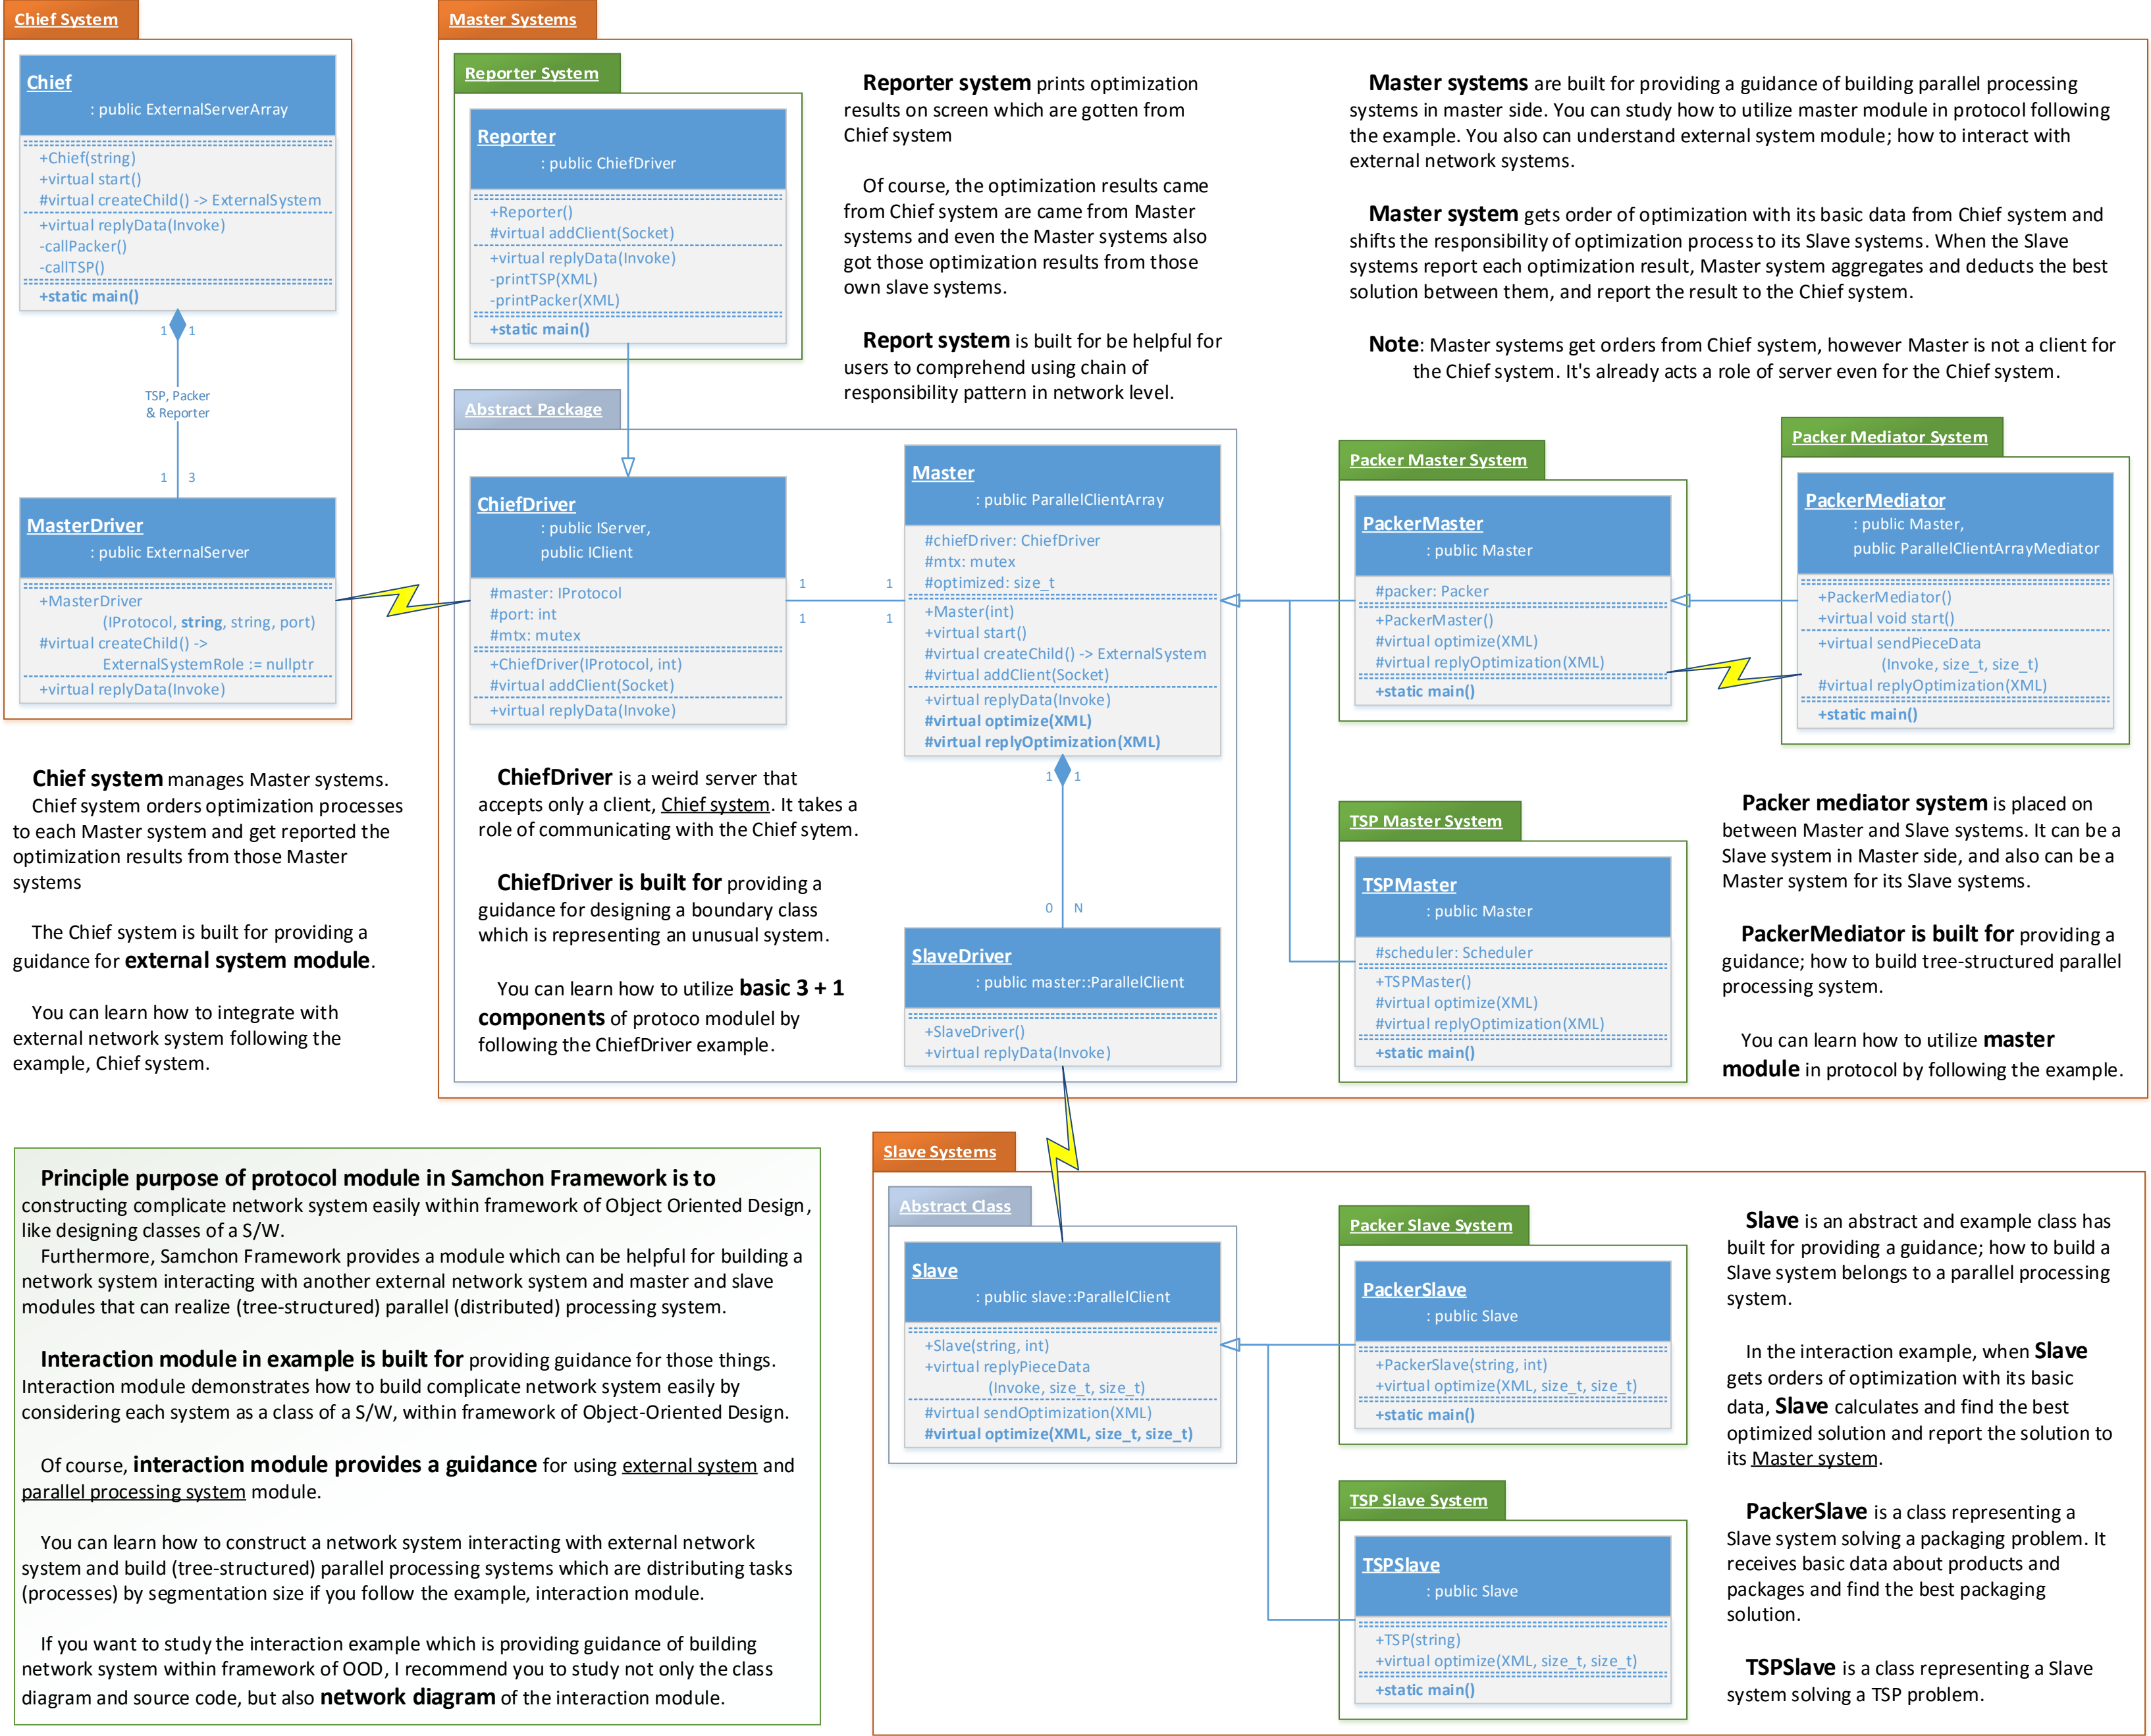 Chief System
Chief
: public ExternalServerArray
+Chief(string)
+virtual start()
#virtual createChild() -> ExternalSystem
+virtual replyData(Invoke)
-callPacker()
-callTSP()
+static main()
1 1
TSP, Packer
& Reporter
1 3
MasterDriver
: public ExternalServer
+MasterDriver
(IProtocol, string, string, port)
#virtual createChild() ->
ExternalSystemRole := nullptr
+virtual replyData(Invoke)
Chief system manages Master systems.
Chief system orders optimization processes
to each Master system and get reported the
optimization results from those Master
systems
The Chief system is built for providing a
guidance for external system module.
You can learn how to integrate with
external network system following the
example, Chief system.
Master Systems
Reporter System
Reporter
: public ChiefDriver
+Reporter()
#virtual addClient(Socket)
+virtual replyData(Invoke)
-printTSP(XML)
-printPacker(XML)
+static main()
Reporter system prints optimization
results on screen which are gotten from
Chief system
Of course, the optimization results came
from Chief system are came from Master
systems and even the Master systems also
got those optimization results from those
own slave systems.
Report system is built for be helpful for
users to comprehend using chain of
responsibility pattern in network level.
Master systems are built for providing a guidance of building parallel processing
systems in master side. You can study how to utilize master module in protocol following
the example. You also can understand external system module; how to interact with
external network systems.
Master system gets order of optimization with its basic data from Chief system and
shifts the responsibility of optimization process to its Slave systems. When the Slave
systems report each optimization result, Master system aggregates and deducts the best
solution between them, and report the result to the Chief system.
Note: Master systems get orders from Chief system, however Master is not a client for
the Chief system. It's already acts a role of server even for the Chief system.
Abstract Package
ChiefDriver
: public IServer,
public IClient
#master: IProtocol
#port: int
#mtx: mutex
+ChiefDriver(IProtocol, int)
#virtual addClient(Socket)
+virtual replyData(Invoke)
1 1
1 1
Master
: public ParallelClientArray
#chiefDriver: ChiefDriver
#mtx: mutex
#optimized: size_t
+Master(int)
+virtual start()
#virtual createChild() -> ExternalSystem
#virtual addClient(Socket)
+virtual replyData(Invoke)
#virtual optimize(XML)
#virtual replyOptimization(XML)
1 1
0 N
SlaveDriver
: public master::ParallelClient
+SlaveDriver()
+virtual replyData(Invoke)
ChiefDriver is a weird server that
accepts only a client, Chief system. It takes a
role of communicating with the Chief sytem.
ChiefDriver is built for providing a
guidance for designing a boundary class
which is representing an unusual system.
You can learn how to utilize basic 3 + 1
components of protoco modulel by
following the ChiefDriver example.
Packer Master System
PackerMaster
: public Master
#packer: Packer
+PackerMaster()
#virtual optimize(XML)
#virtual replyOptimization(XML)
+static main()
Packer Mediator System
PackerMediator
: public Master,
public ParallelClientArrayMediator
+PackerMediator()
+virtual void start()
+virtual sendPieceData
(Invoke, size_t, size_t)
#virtual replyOptimization(XML)
+static main()
TSP Master System
TSPMaster
: public Master
#scheduler: Scheduler
+TSPMaster()
#virtual optimize(XML)
#virtual replyOptimization(XML)
+static main()
Packer mediator system is placed on
between Master and Slave systems. It can be a
Slave system in Master side, and also can be a
Master system for its Slave systems.
PackerMediator is built for providing a
guidance; how to build tree-structured parallel
processing system.
You can learn how to utilize master
module in protocol by following the example.
Principle purpose of protocol module in Samchon Framework is to
constructing complicate network system easily within framework of Object Oriented Design,
like designing classes of a S/W.
Furthermore, Samchon Framework provides a module which can be helpful for building a
network system interacting with another external network system and master and slave
modules that can realize (tree-structured) parallel (distributed) processing system.
Interaction module in example is built for providing guidance for those things.
Interaction module demonstrates how to build complicate network system easily by
considering each system as a class of a S/W, within framework of Object-Oriented Design.
Of course, interaction module provides a guidance for using external system and
parallel processing system module.
You can learn how to construct a network system interacting with external network
system and build (tree-structured) parallel processing systems which are distributing tasks
(processes) by segmentation size if you follow the example, interaction module.
If you want to study the interaction example which is providing guidance of building
network system within framework of OOD, I recommend you to study not only the class
diagram and source code, but also network diagram of the interaction module.
Slave Systems
Abstract Class
Slave
: public slave::ParallelClient
+Slave(string, int)
+virtual replyPieceData
(Invoke, size_t, size_t)
#virtual sendOptimization(XML)
#virtual optimize(XML, size_t, size_t)
Packer Slave System
PackerSlave
: public Slave
+PackerSlave(string, int)
+virtual optimize(XML, size_t, size_t)
+static main()
TSP Slave System
TSPSlave
: public Slave
+TSP(string)
+virtual optimize(XML, size_t, size_t)
+static main()
Slave is an abstract and example class has
built for providing a guidance; how to build a
Slave system belongs to a parallel processing
system.
In the interaction example, when Slave
gets orders of optimization with its basic
data, Slave calculates and find the best
optimized solution and report the solution to
its Master system.
PackerSlave is a class representing a
Slave system solving a packaging problem. It
receives basic data about products and
packages and find the best packaging
solution.
TSPSlave is a class representing a Slave
system solving a TSP problem.